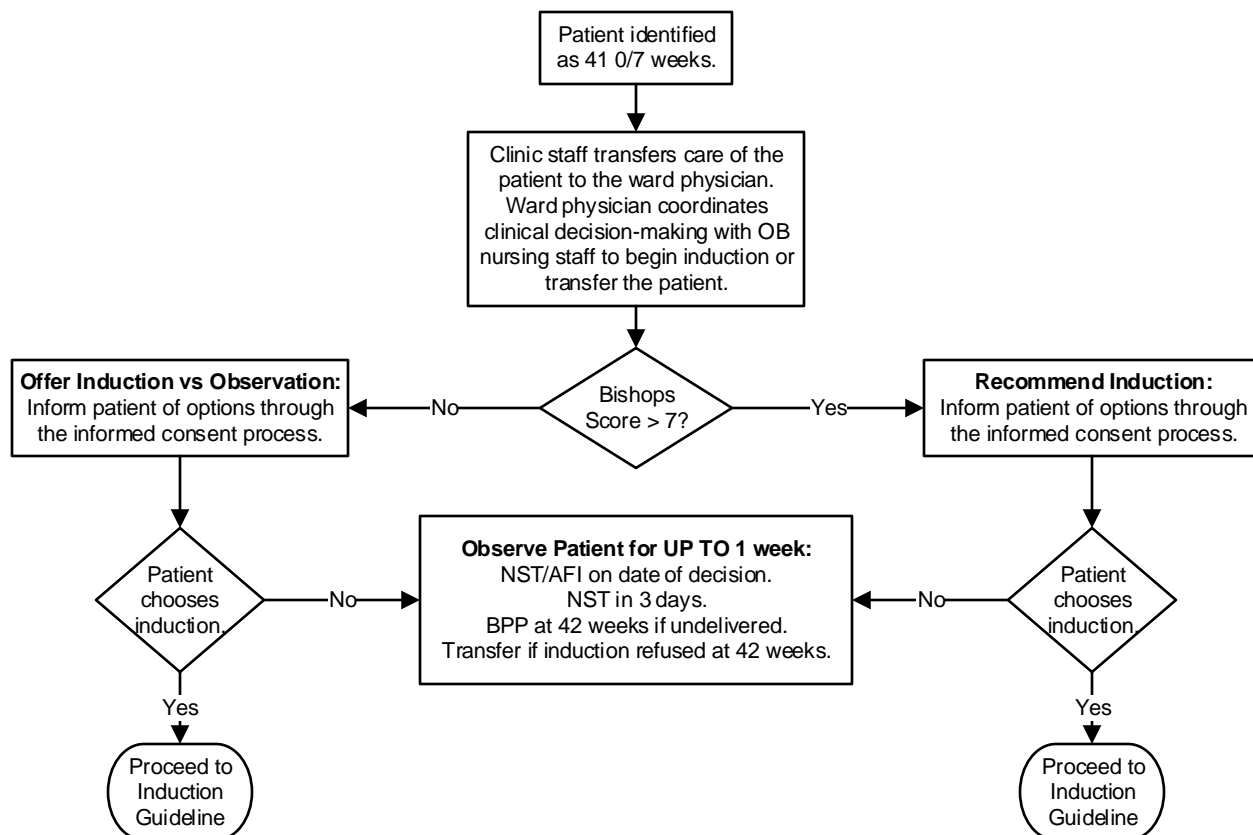 Patient identified
as 41 0/7 weeks.
Clinic staff transfers care of the
patient to the ward physician.
Ward physician coordinates
clinical decision-making with OB
nursing staff to begin induction or
transfer the patient.
Bishops
Score > 7?
No
Yes
Offer Induction vs Observation:
Inform patient of options through
the informed consent process.
Recommend Induction:
Inform patient of options through
the informed consent process.
Patient
chooses
induction.
No
Observe Patient for UP TO 1 week:
NST/AFI on date of decision.
NST in 3 days.
BPP at 42 weeks if undelivered.
Transfer if induction refused at 42 weeks.
No
Patient
chooses
induction.
Yes
Yes
Proceed to
Induction
Guideline
Proceed to
Induction
Guideline